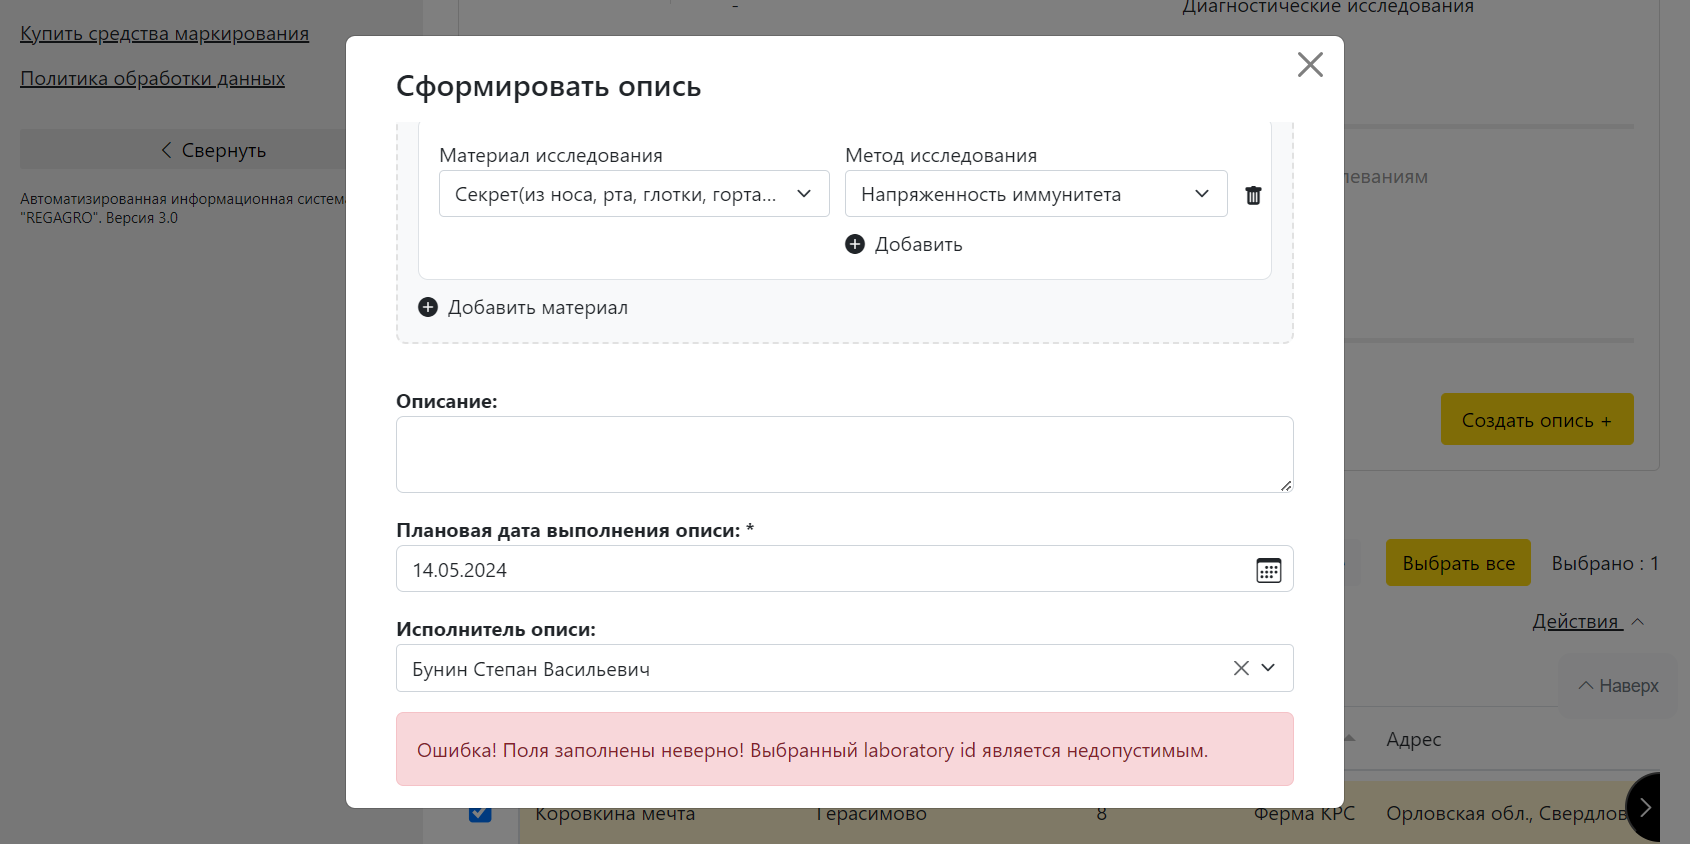 Купить средства маркирования
Политика обработки данных
Свернуть
Автоматизированная информационная система
"REGAGRO". Версия 3.0
-
Диагностические исследования
леваниям
Создать опись +
Выбрать все
Выбрано : 1
Действия
Наверх
Адрес
Сформировать опись
Материал исследования
Метод исследования
Секрет(из носа, рта, глотки, горта...
Напряженность иммунитета
Добавить
Добавить материал
Описание:
Плановая дата выполнения описи: *
14.05.2024
Исполнитель описи:
Бунин Степан Васильевич
Ошибка! Поля заполнены неверно! Выбранный laboratory id является недопустимым.
Коровкина мечта
Герасимово
8
Ферма КРС
Орловская обл., Свердлов